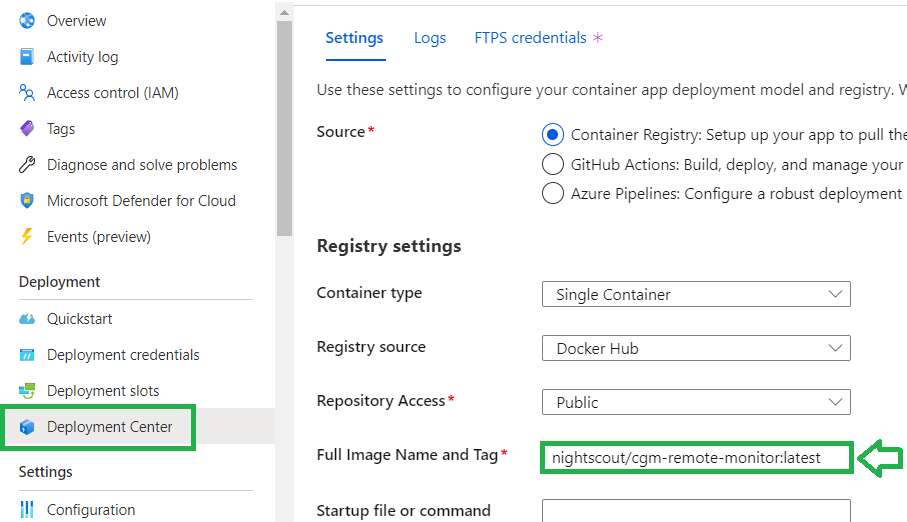 Overview
Activity log
Access control (IAM)
Tags
Diagnose and solve problems
Microsoft Defender for Cloud
Events (preview)
Deployment
Quickstart
Deployment credentials
Deployment slots
Deployment Center
Settings
Configuration
Settings Logs FTPS credentials *
Use these settings to configure your container app deployment model and registry. W
Source*
Container Registry: Setup up your app to pull the
GitHub Actions: Build, deploy, and manage your
Azure Pipelines: Configure a robust deployment
Registry settings
Container type Single Container
Registry source Docker Hub
Repository Access* Public
Full Image Name and Tag* nightscout/cgm-remote-monitor:latest
Startup file or command